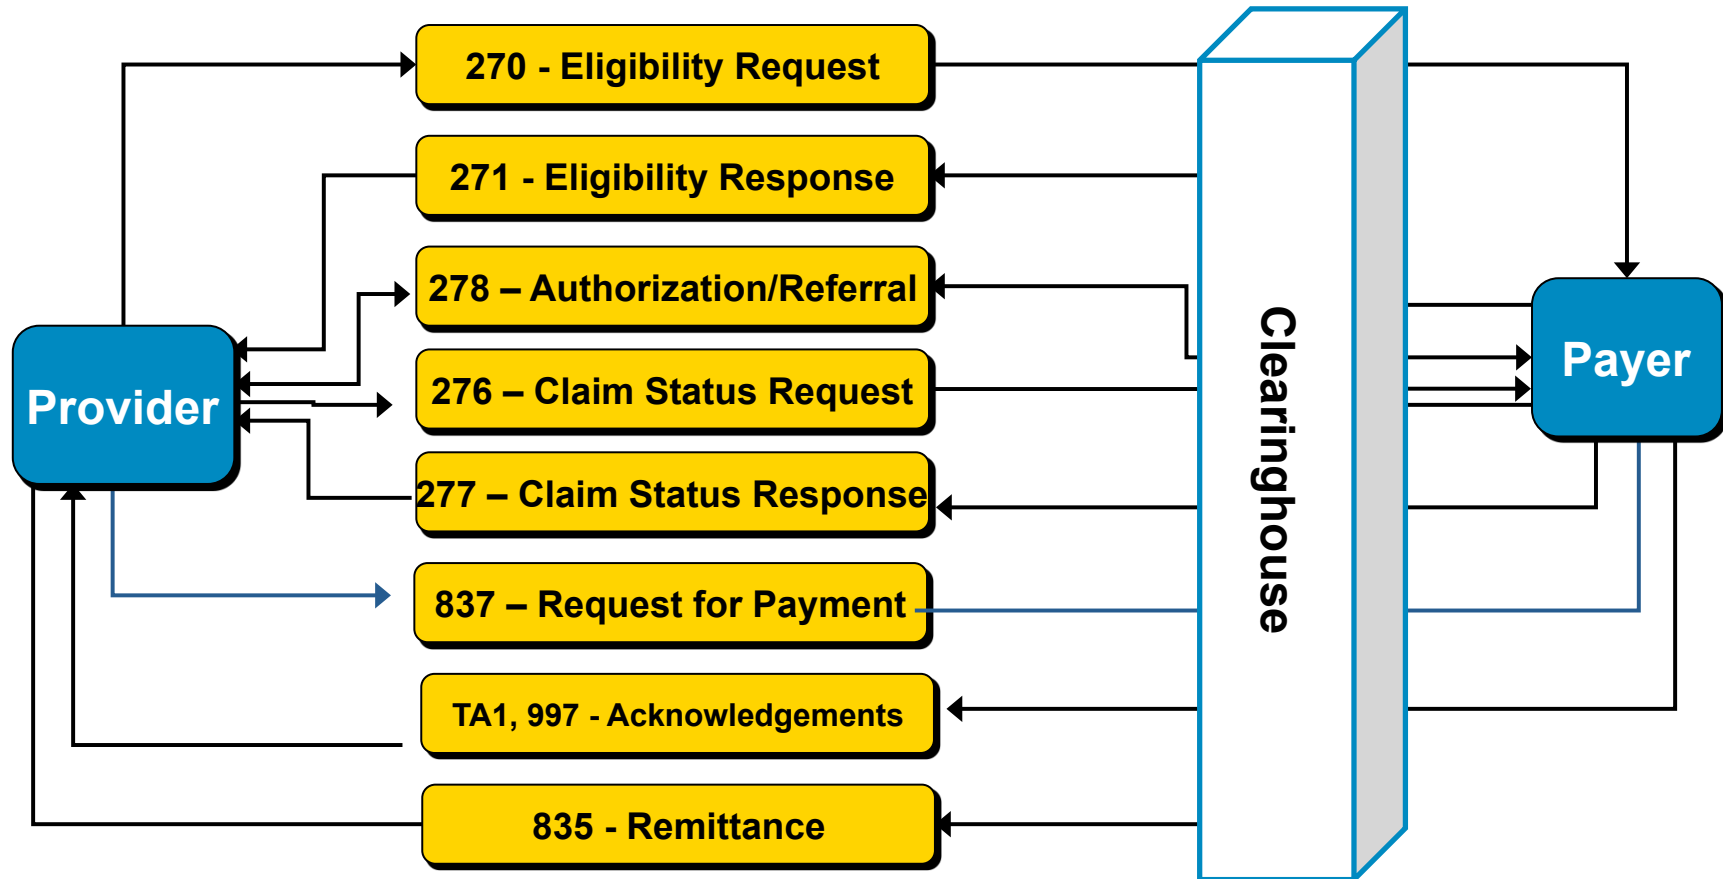 270 - Eligibility Request
271 - Eligibility Response
278 – Authorization/Referral
276 – Claim Status Request
277 – Claim Status Response
837 – Request for Payment
TA1, 997 - Acknowledgements
835 - Remittance
Provider
Clearinghouse
Payer